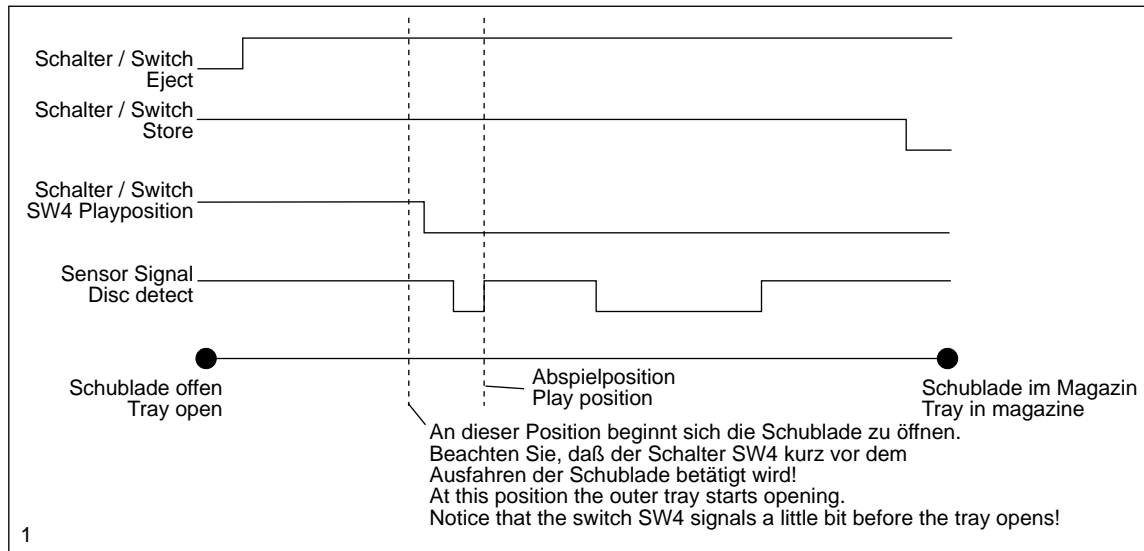 Schalter / Switch
Eject
Schalter / Switch
Store
Schalter / Switch
SW4 Playposition
Sensor Signal
Disc detect
Schublade offen
Tray open
Abspielposition
Play position
Schublade im Magazin
Tray in magazine
An dieser Position beginnt sich die Schublade zu öffnen.
Beachten Sie, daß der Schalter SW4 kurz vor dem
Ausfahren der Schublade betätigt wird!
At this position the outer tray starts opening.
Notice that the switch SW4 signals a little bit before the tray opens!
1